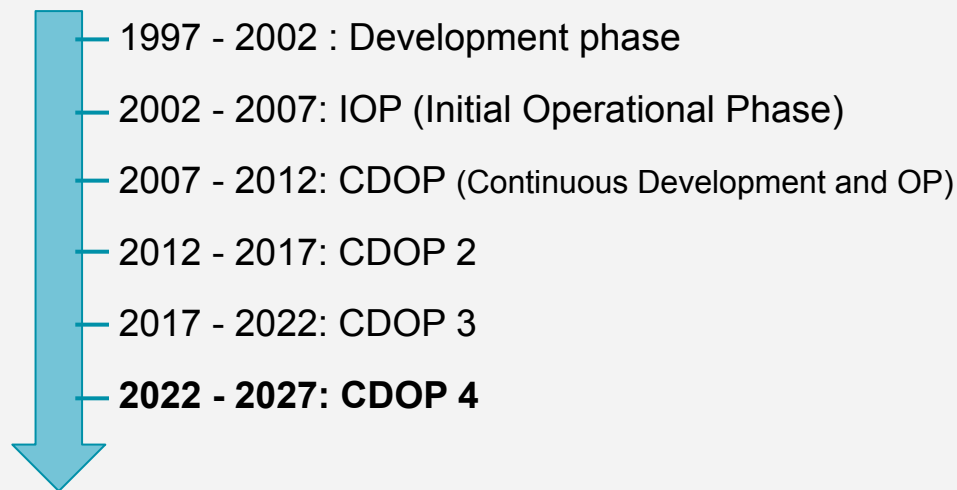 1997 - 2002 : Development phase
2002 - 2007: IOP (Initial Operational Phase)
2007 - 2012: CDOP (Continuous Development and OP)
2012 - 2017: CDOP 2
2017 - 2022: CDOP 3
2022 - 2027: CDOP 4